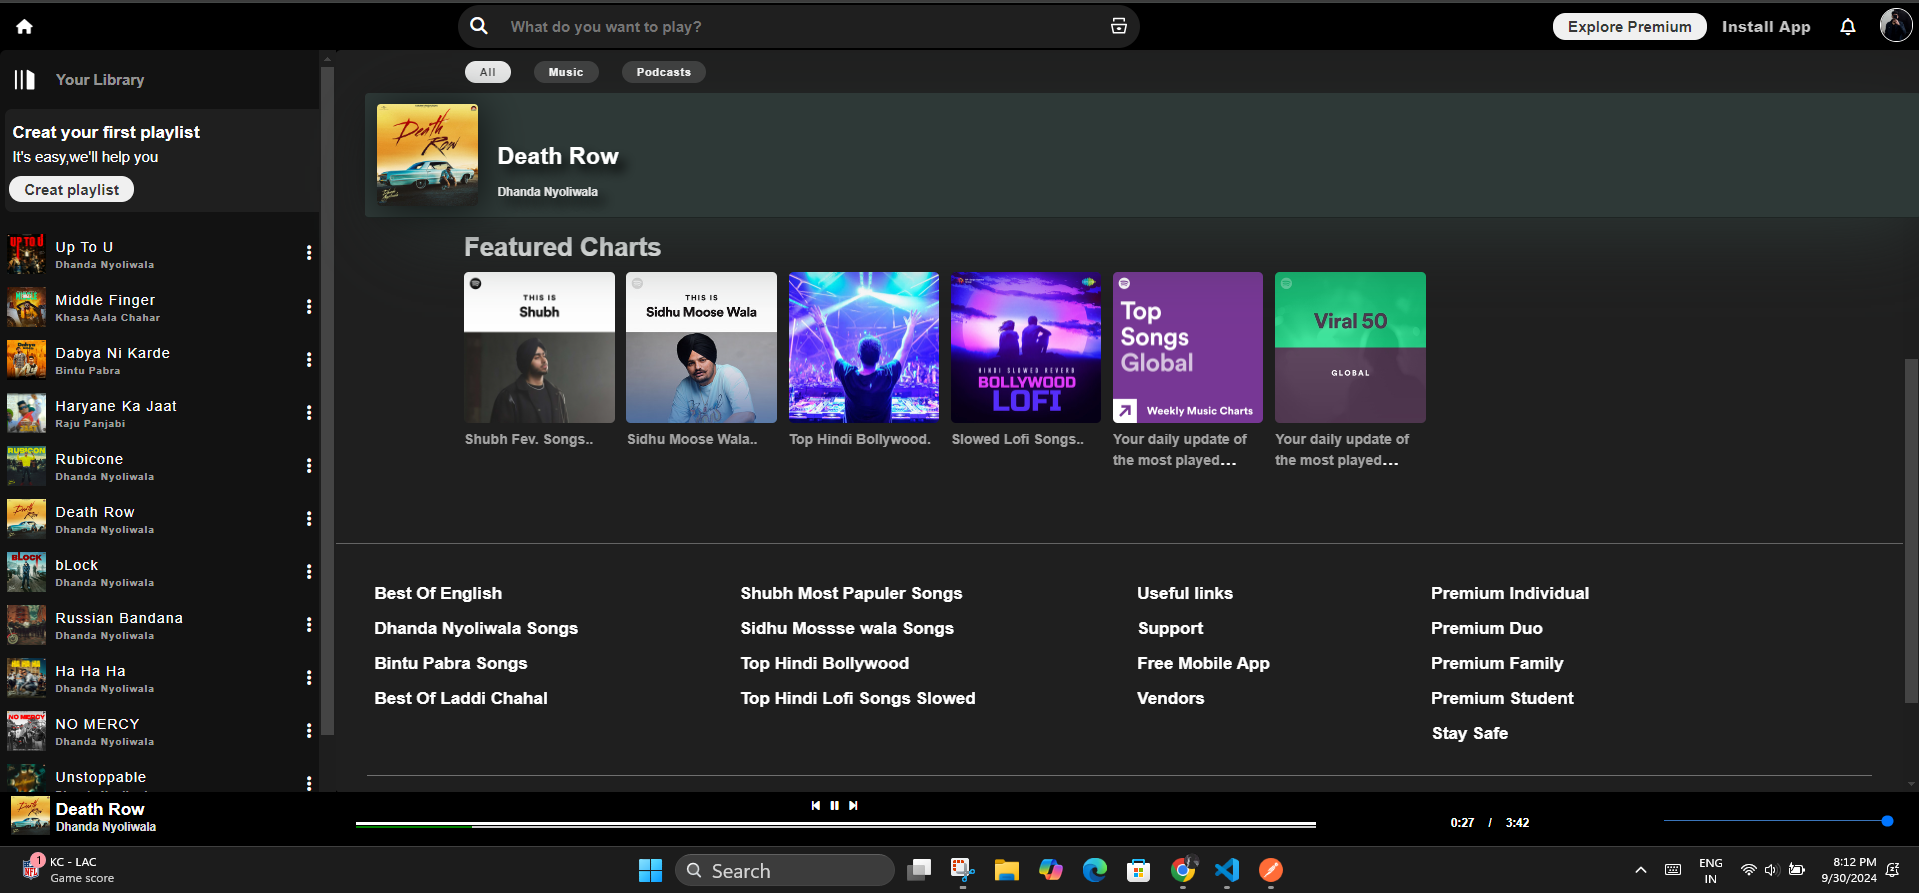 What do you want to play?
Explore Premium
Install App
Your Library
Creat your first playlist
It's easy,we'll help you
Creat playlist
Up To U
Dhanda Nyoliwala
Middle Finger
Khasa Aala Chahar
Dabya Ni Karde
Bintu Pabra
Haryane Ka Jaat
Raju Panjabi
Rubicone
Dhanda Nyoliwala
Death Row
Dhanda Nyoliwala
bLock
Dhanda Nyoliwala
Russian Bandana
Dhanda Nyoliwala
Ha Ha Ha
Dhanda Nyoliwala
NO MERCY
Dhanda Nyoliwala
Unstoppable
All
Music
Podcasts
Death Row
Death Row
Dhanda Nyoliwala
Featured Charts
THIS IS
Shubh
Shubh Fev. Songs..
THIS IS
Sidhu Moose Wala
Sidhu Moose Wala..
Top Hindi Bollywood.
HINDI SLOWED REVERB
BOLLYWOOD
LOFI
Slowed Lofi Songs..
Top
Songs
Global
Weekly Music Charts
Your daily update of
the most played...
Viral 50
GLOBAL
Your daily update of
the most played...
Best Of English
Dhanda Nyoliwala Songs
Bintu Pabra Songs
Best Of Laddi Chahal
Shubh Most Papuler Songs
Sidhu Mossse wala Songs
Top Hindi Bollywood
Top Hindi Lofi Songs Slowed
Useful links
Support
Free Mobile App
Vendors
Premium Individual
Premium Duo
Premium Family
Premium Student
Stay Safe
Death Row
Dhanda Nyoliwala
0:27 / 3:42
1
KC - LAC
Game score
Search
ENG
IN
8:12 PM
9/30/2024